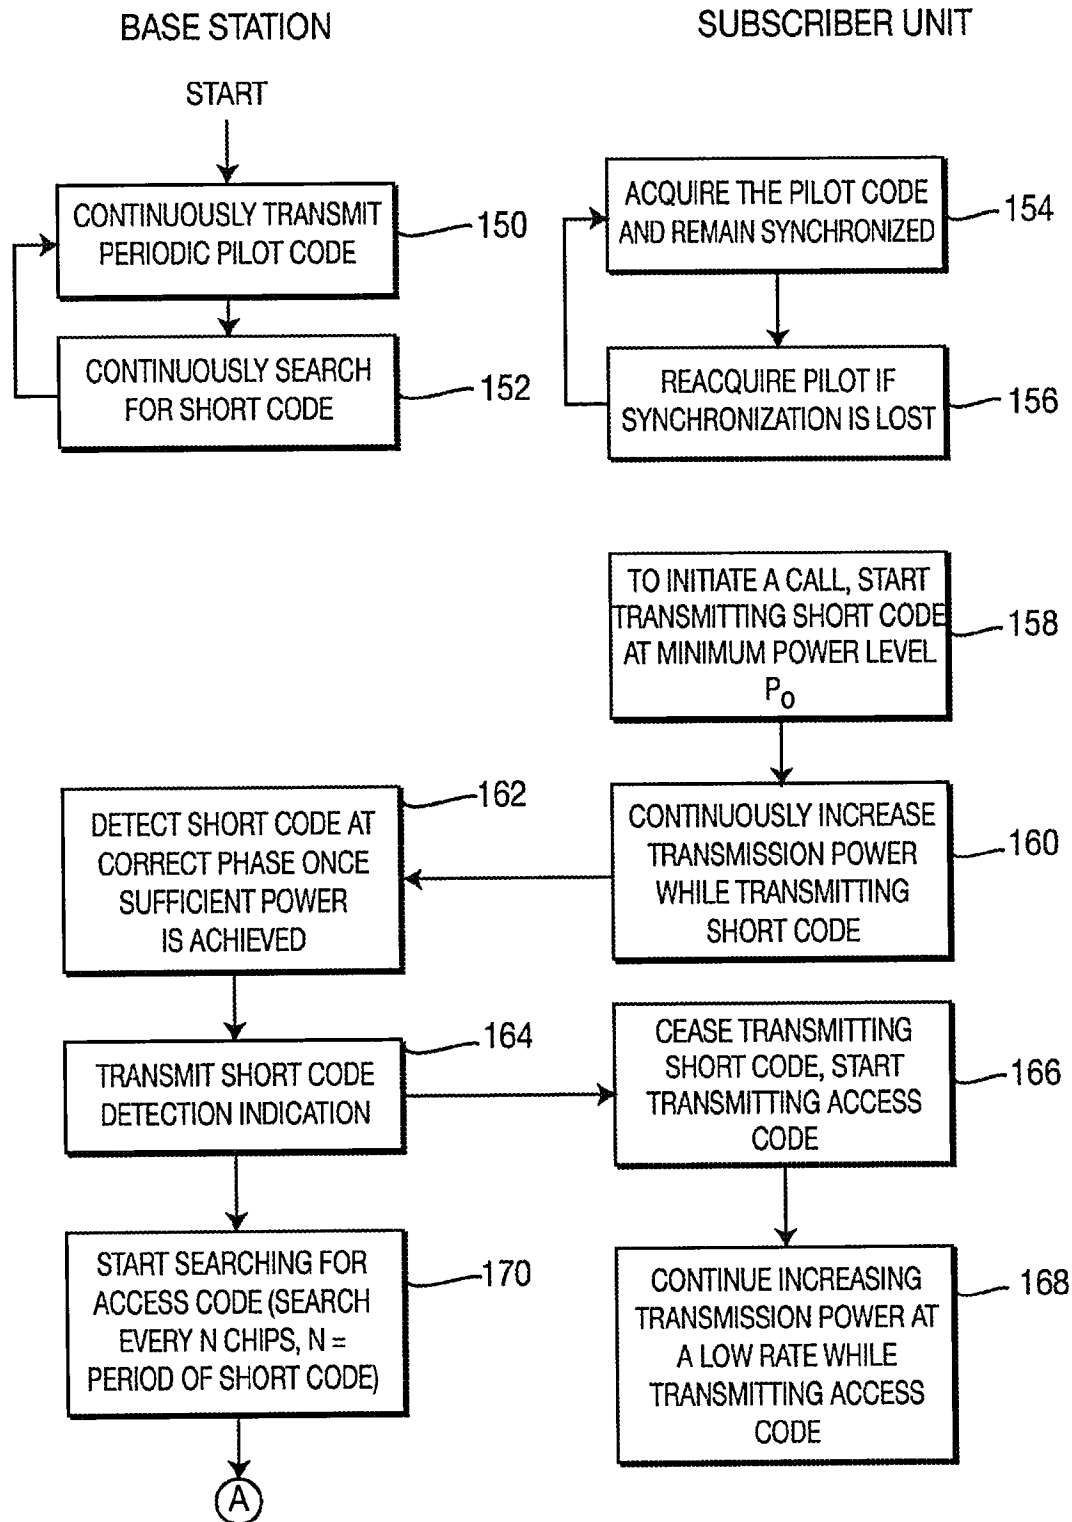 BASE STATION
SUBSCRIBER UNIT
START
CONTINUOUSLY TRANSMIT
PERIODIC PILOT CODE
150
CONTINUOUSLY SEARCH
FOR SHORT CODE
152
ACQUIRE THE PILOT CODE
AND REMAIN SYNCHRONIZED
154
REACQUIRE PILOT IF
SYNCHRONIZATION IS LOST
156
TO INITIATE A CALL, START
TRANSMITTING SHORT CODE
AT MINIMUM POWER LEVEL
P0
158
CONTINUOUSLY INCREASE
TRANSMISSION POWER
WHILE TRANSMITTING
SHORT CODE
160
DETECT SHORT CODE AT
CORRECT PHASE ONCE
SUFFICIENT POWER
IS ACHIEVED
162
TRANSMIT SHORT CODE
DETECTION INDICATION
164
CEASE TRANSMITTING
SHORT CODE, START
TRANSMITTING ACCESS
CODE
166
START SEARCHING FOR
ACCESS CODE (SEARCH
EVERY N CHIPS, N =
PERIOD OF SHORT CODE)
170
CONTINUE INCREASING
TRANSMISSION POWER AT
A LOW RATE WHILE
TRANSMITTING ACCESS
CODE
168
A